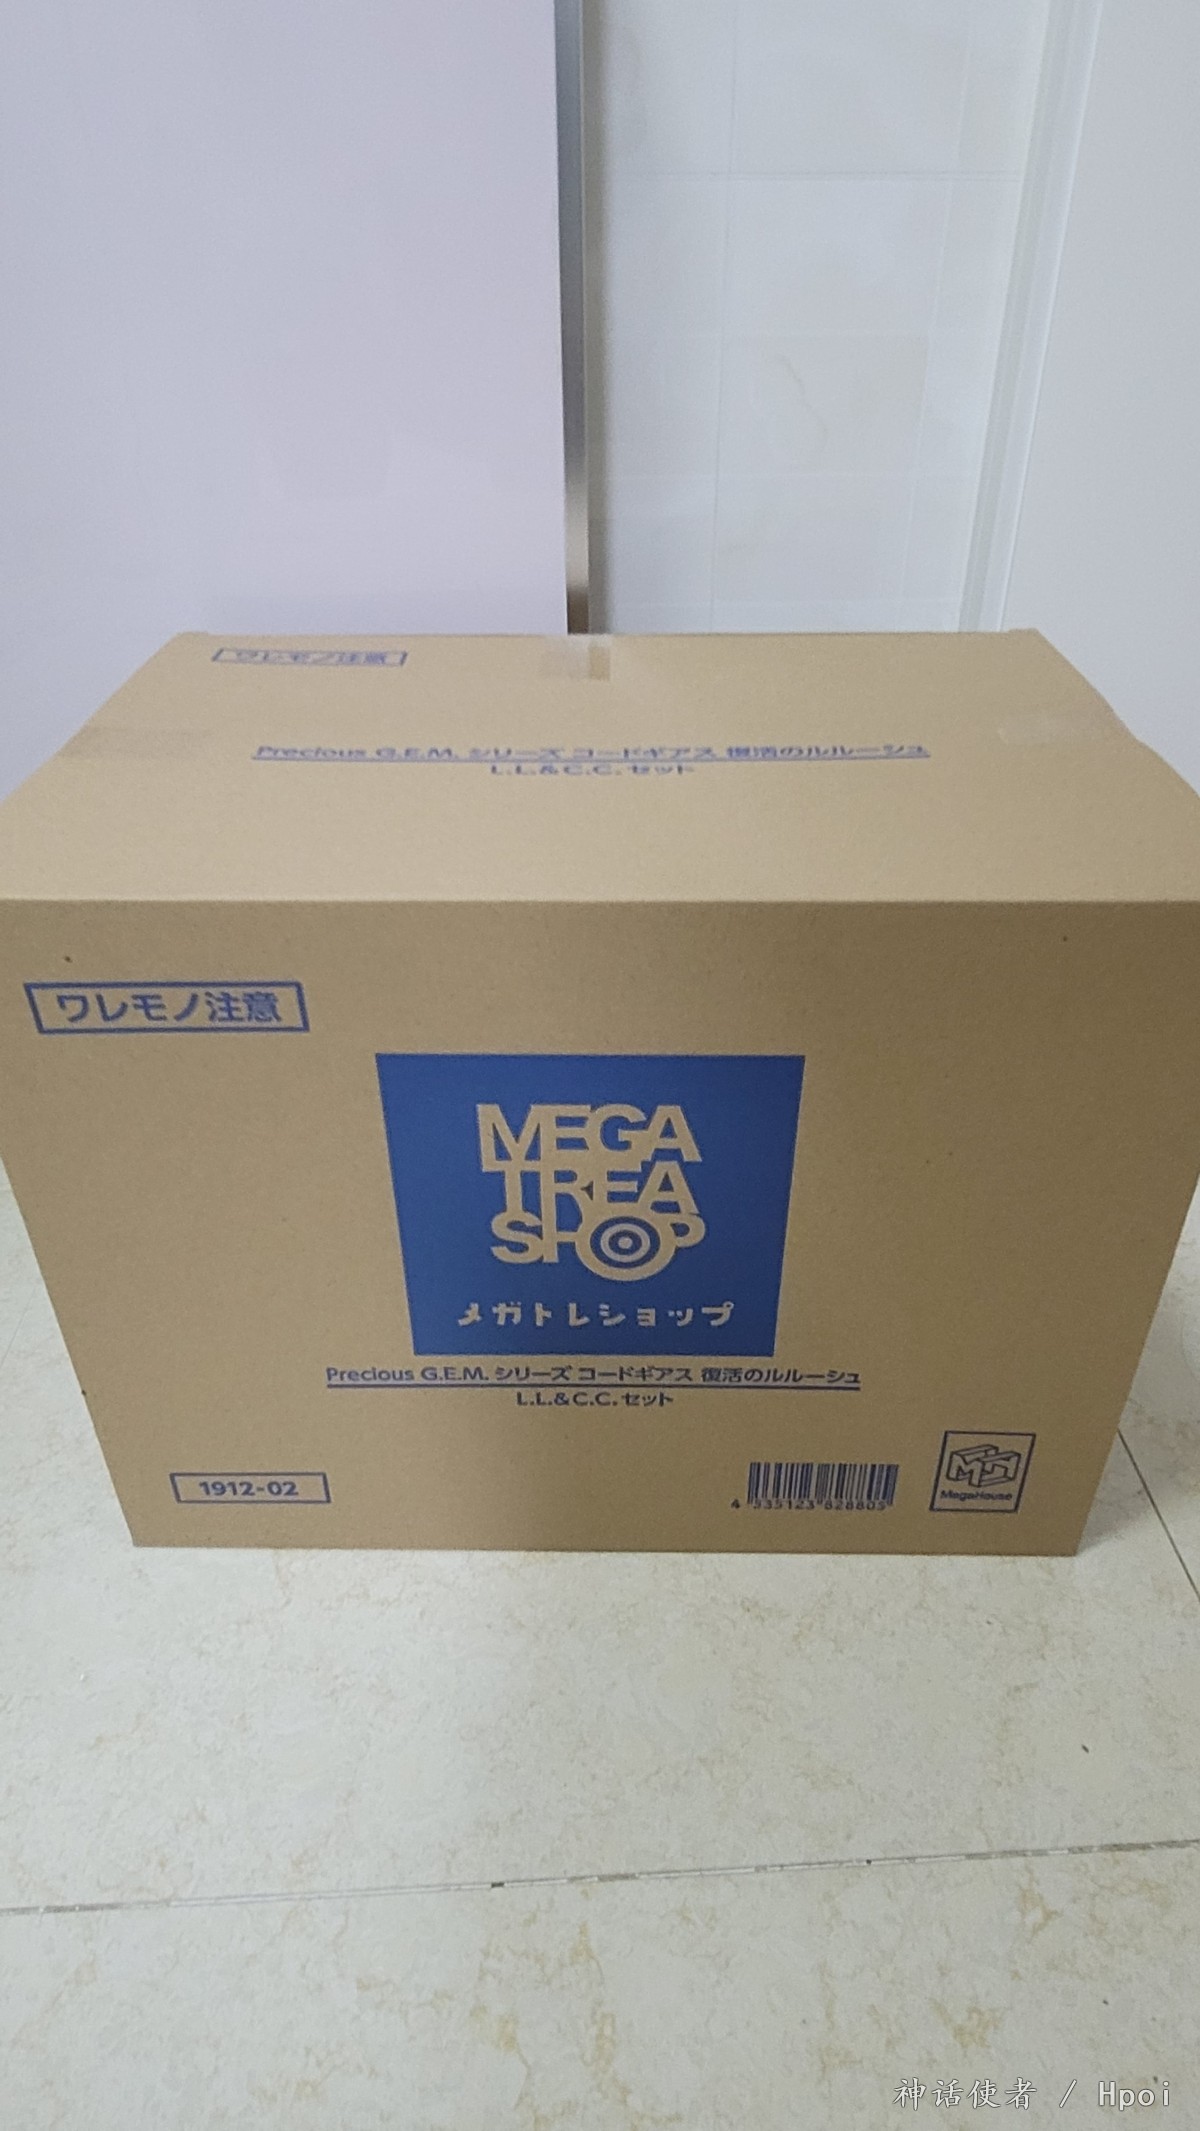 ワレモノ注意
Precious G.E.M. シリーズ コードギアス 復活のルルーシュ
L.L.&C.C.セット
ワレモノ注意
MEGA
TREA
SHOP
メガトレショップ
Precious G.E.M. シリーズ コードギアス 復活のルルーシュ
L.L.&C.C.セット
1912-02
4 535123 828805
MegaHouse
神话使者 / Hpoi